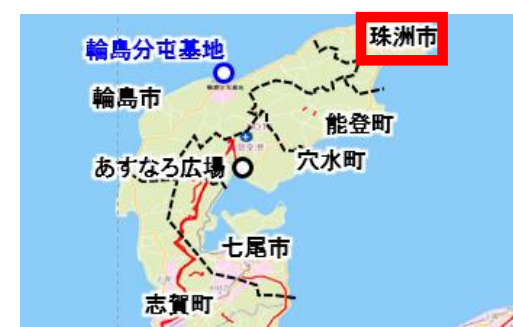 珠洲市
輪島分屯基地
輪島市
能登町
穴水町
あすなろ広場
七尾市
志賀町